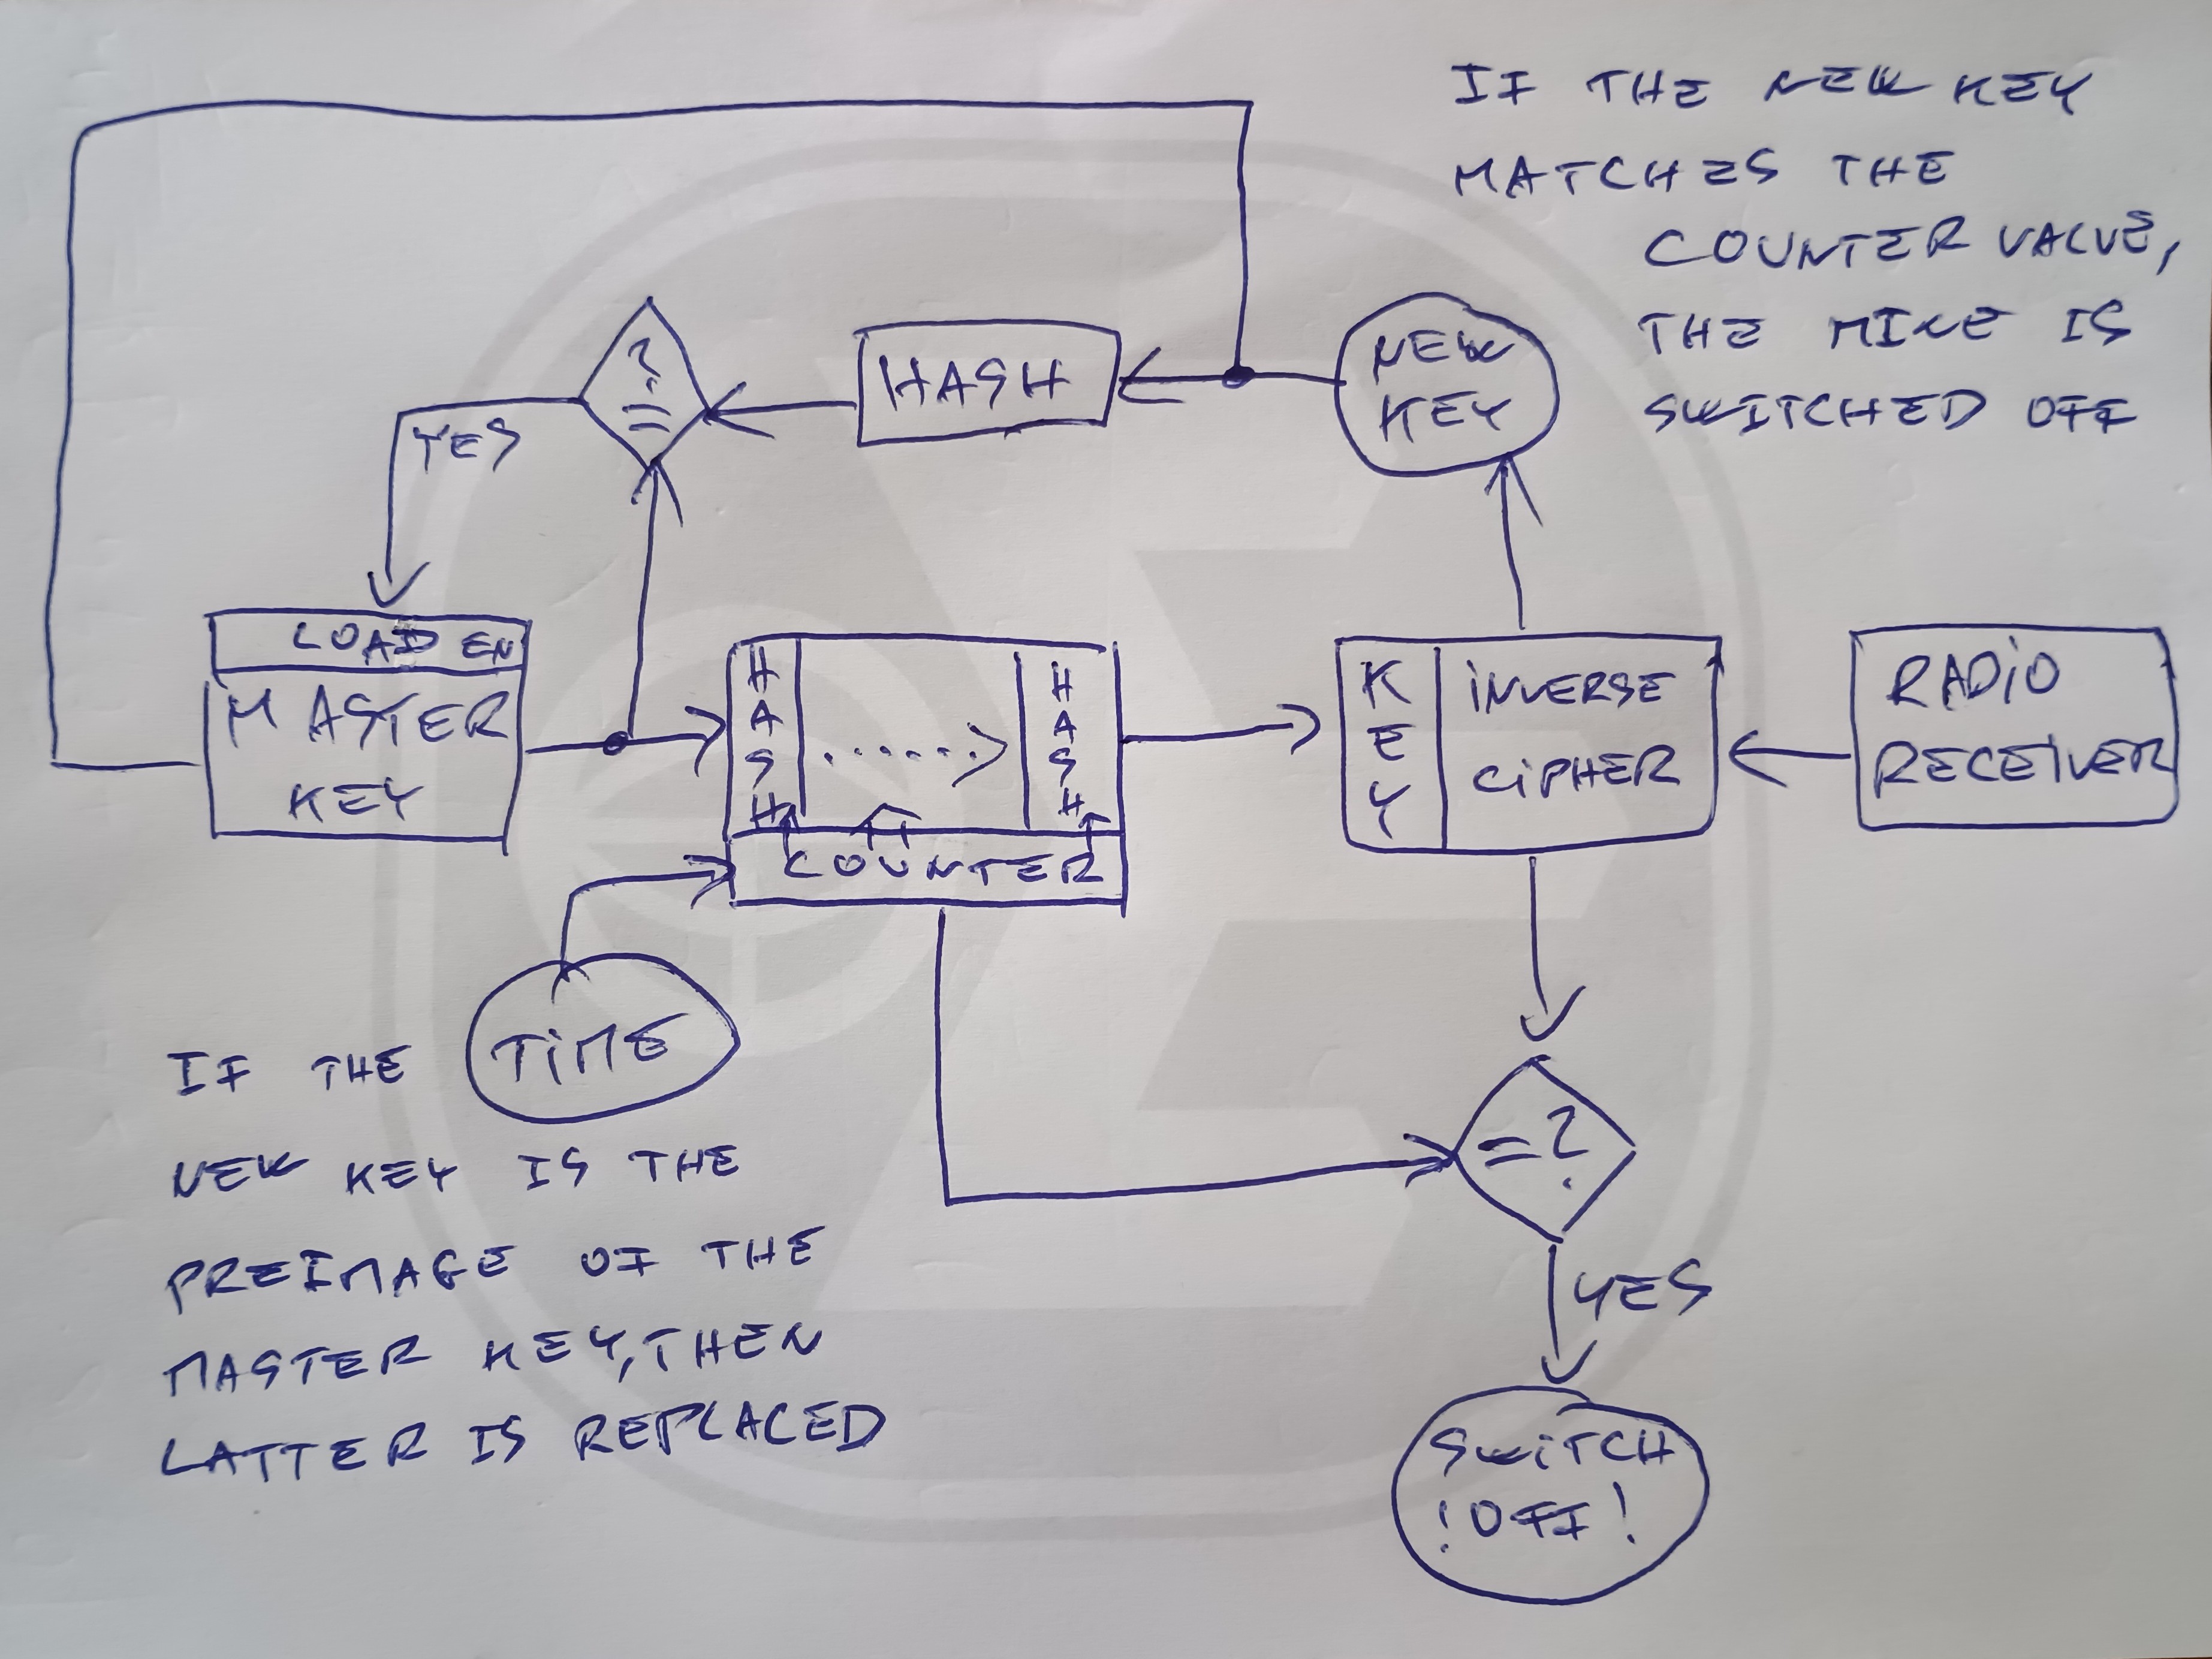 IF THE NEW KEY
MATCHES THE
COUNTER VALUE,
THE MINE IS
SWITCHED OFF
NEW
KEY
HASH
?
=
YES
LOAD EN
MASTER
KEY
HASH
HASH
COUNTER
KEY
INVERSE
CIPHER
RADIO
RECEIVER
TIME
IF THE
NEW KEY IS THE
PREIMAGE OF THE
MASTER KEY, THEN
LATTER IS REPLACED
=?
YES
SWITCH
!OFF!